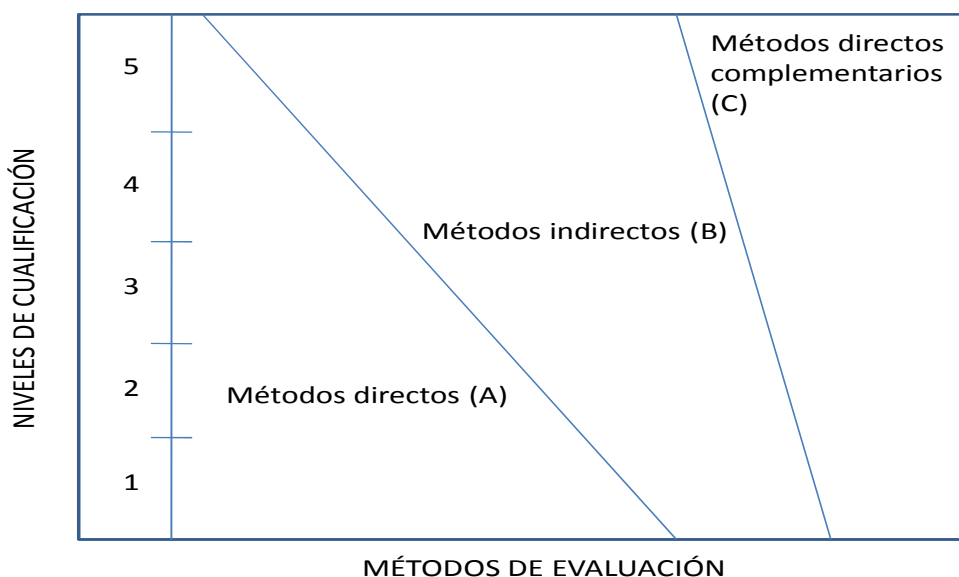 NIVELES DE CUALIFICACIÓN
5
4
3
2
1
Métodos directos
complementarios
(C)
Métodos indirectos (B)
Métodos directos (A)
MÉTODOS DE EVALUACIÓN